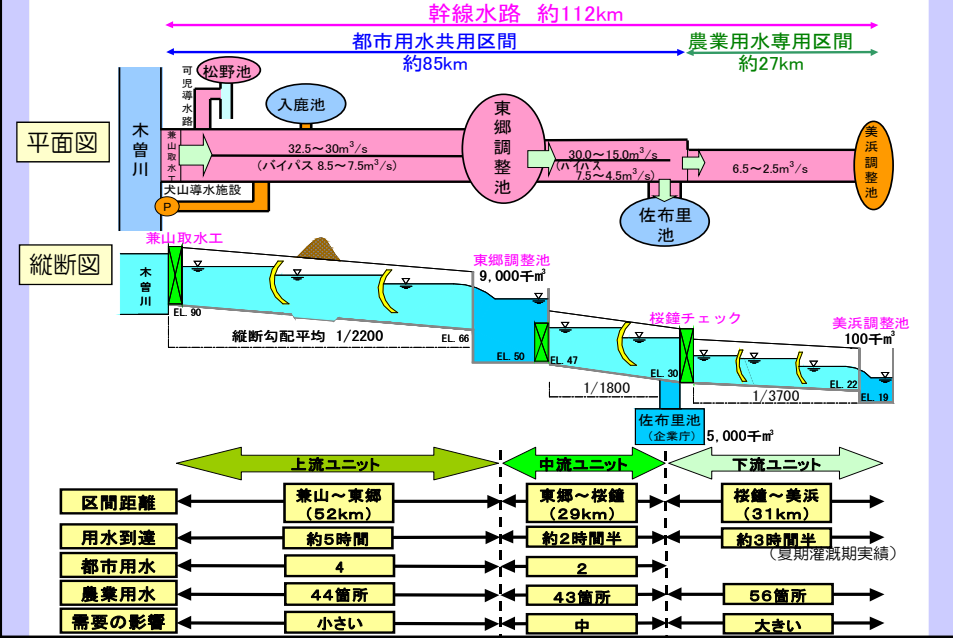 幹線水路 約112km
都市用水共用区間
約85km
農業用水専用区間
約27km
平面図
木曽川
可児導水路
松野池
入鹿池
兼山取水工
32.5～30m³/s
(バイパス 8.5～7.5m³/s)
犬山導水施設
P
東郷調整池
30.0～15.0m³/s
(バイパス
7.5～4.5m³/s)
佐布里池
6.5～2.5m³/s
美浜調整池
縦断図
兼山取水工
木曽川
EL. 90
縦断勾配平均 1/2200
EL. 66
東郷調整池
9,000千㎥
EL. 50
EL. 47
1/1800
EL. 30
桜鐘チェック
佐布里池
(企業庁)
5,000千㎥
1/3700
美浜調整池
100千㎥
EL. 22
EL. 19
上流ユニット
中流ユニット
下流ユニット
区間距離
兼山～東郷
(52km)
東郷～桜鐘
(29km)
桜鐘～美浜
(31km)
用水到達
約5時間
約2時間半
約3時間半
(夏期灌漑期実績)
都市用水
4
2
農業用水
44箇所
43箇所
56箇所
需要の影響
小さい
中
大きい